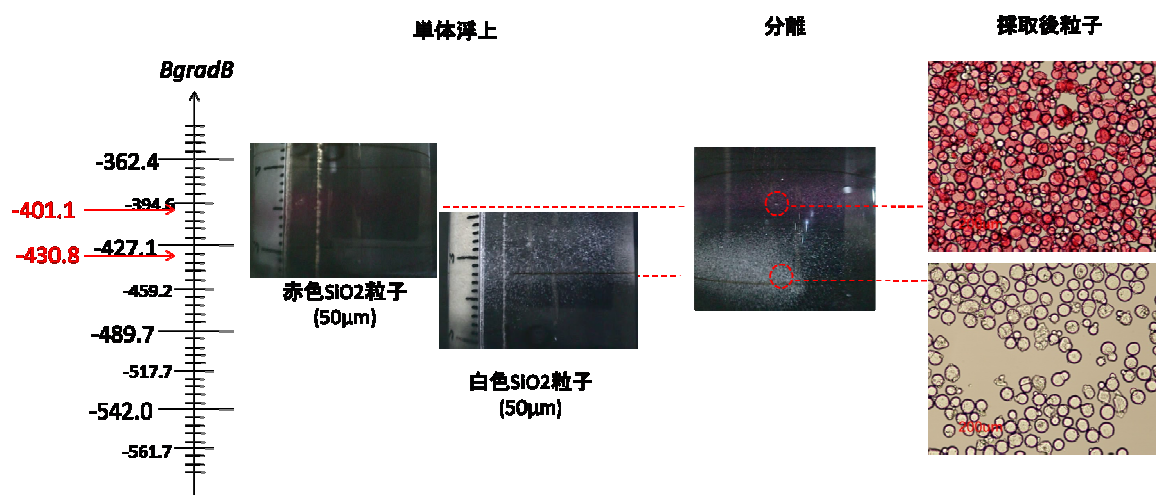 単体浮上
分離
採取後粒子
BgradB
-362.4
-394.6
-401.1
-427.1
-430.8
-459.2
-489.7
-517.7
-542.0
-561.7
赤色SIO2粒子
(50μm)
白色SIO2粒子
(50μm)
200um